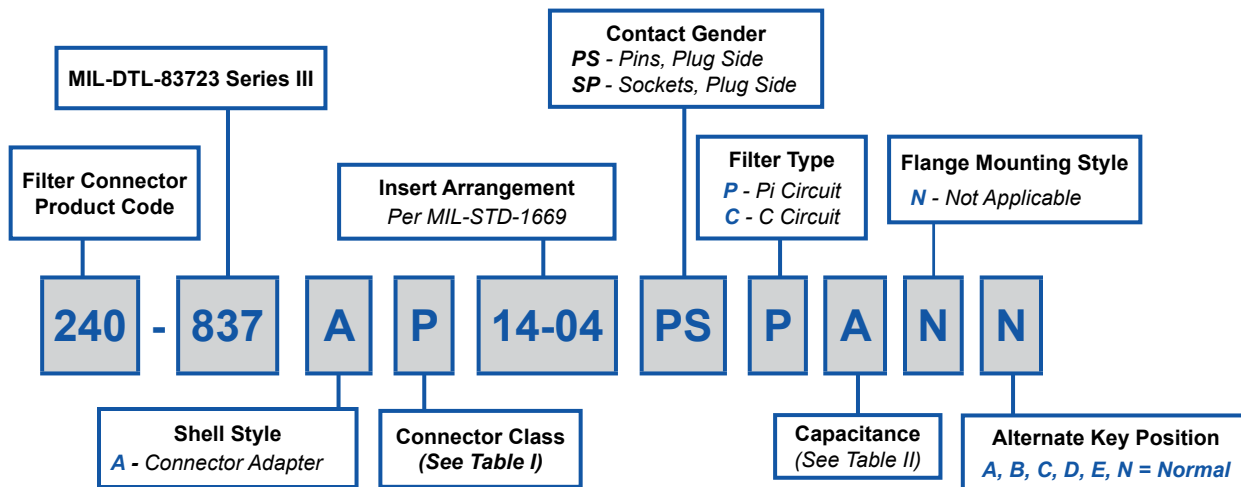 Contact Gender
PS - Pins, Plug Side
SP - Sockets, Plug Side
MIL-DTL-83723 Series III
Filter Connector
Product Code
Insert Arrangement
Per MIL-STD-1669
Filter Type
P - Pi Circuit
C - C Circuit
Flange Mounting Style
N - Not Applicable
240 - 837 A P 14-04 PS P A N N
Shell Style
A - Connector Adapter
Connector Class
(See Table I)
Capacitance
(See Table II)
Alternate Key Position
A, B, C, D, E, N = Normal